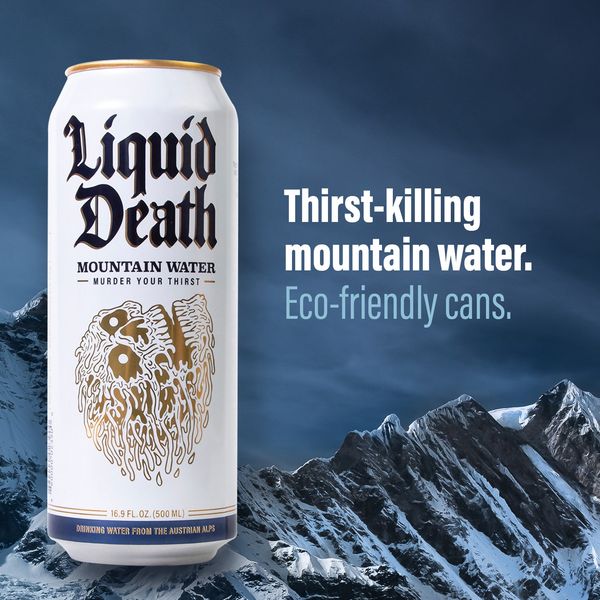 Liquid
Death
MOUNTAIN WATER
MURDER YOUR THIRST
16.9 FL.OZ.(500 ML)
DRINKING WATER FROM THE AUSTRIAN ALPS
Thirst-killing
mountain water.
Eco-friendly cans.